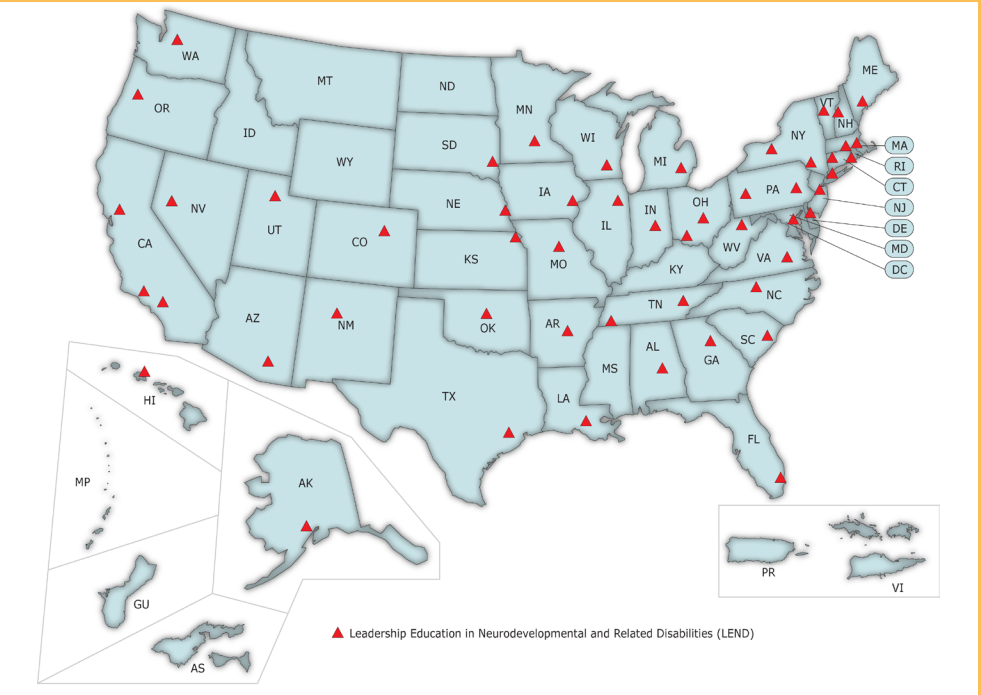 WA
ME
MT
ND
VT
OR
MN
NH
ID
WI
NY
SD
MA
WY
MI
RI
PA
CT
IA
OH
NE
NJ
NV
IN
IL
UT
DE
CO
CA
WV
MD
VA
KS
MO
KY
DC
NC
TN
AZ
NM
OK
AR
SC
AL
GA
MS
TX
LA
HI
FL
MP
AK
PR
VI
GU
Leadership Education in Neurodevelopmental and Related Disabilities (LEND)
AS